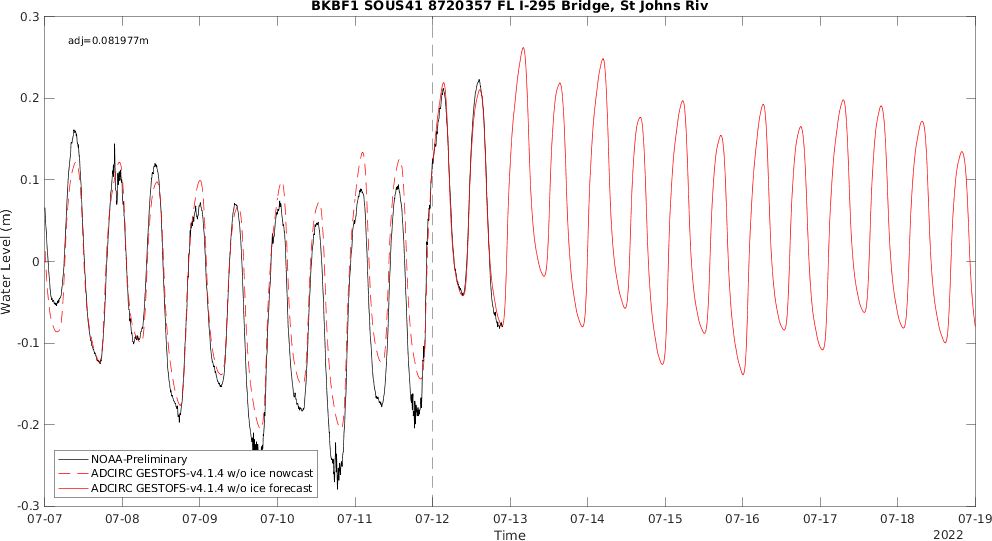 BKBF1 SOUS41 8720357 FL I-295 Bridge, St Johns Riv
adj=0.081977m
Water Level (m)
0.3
0.2
0.1
0
-0.1
-0.2
-0.3
NOAA-Preliminary
ADCIRC GESTOFS-v4.1.4 w/o ice nowcast
ADCIRC GESTOFS-v4.1.4 w/o ice forecast
07-07 07-08 07-09 07-10 07-11 07-12 07-13 07-14 07-15 07-16 07-17 07-18 07-19
Time
2022